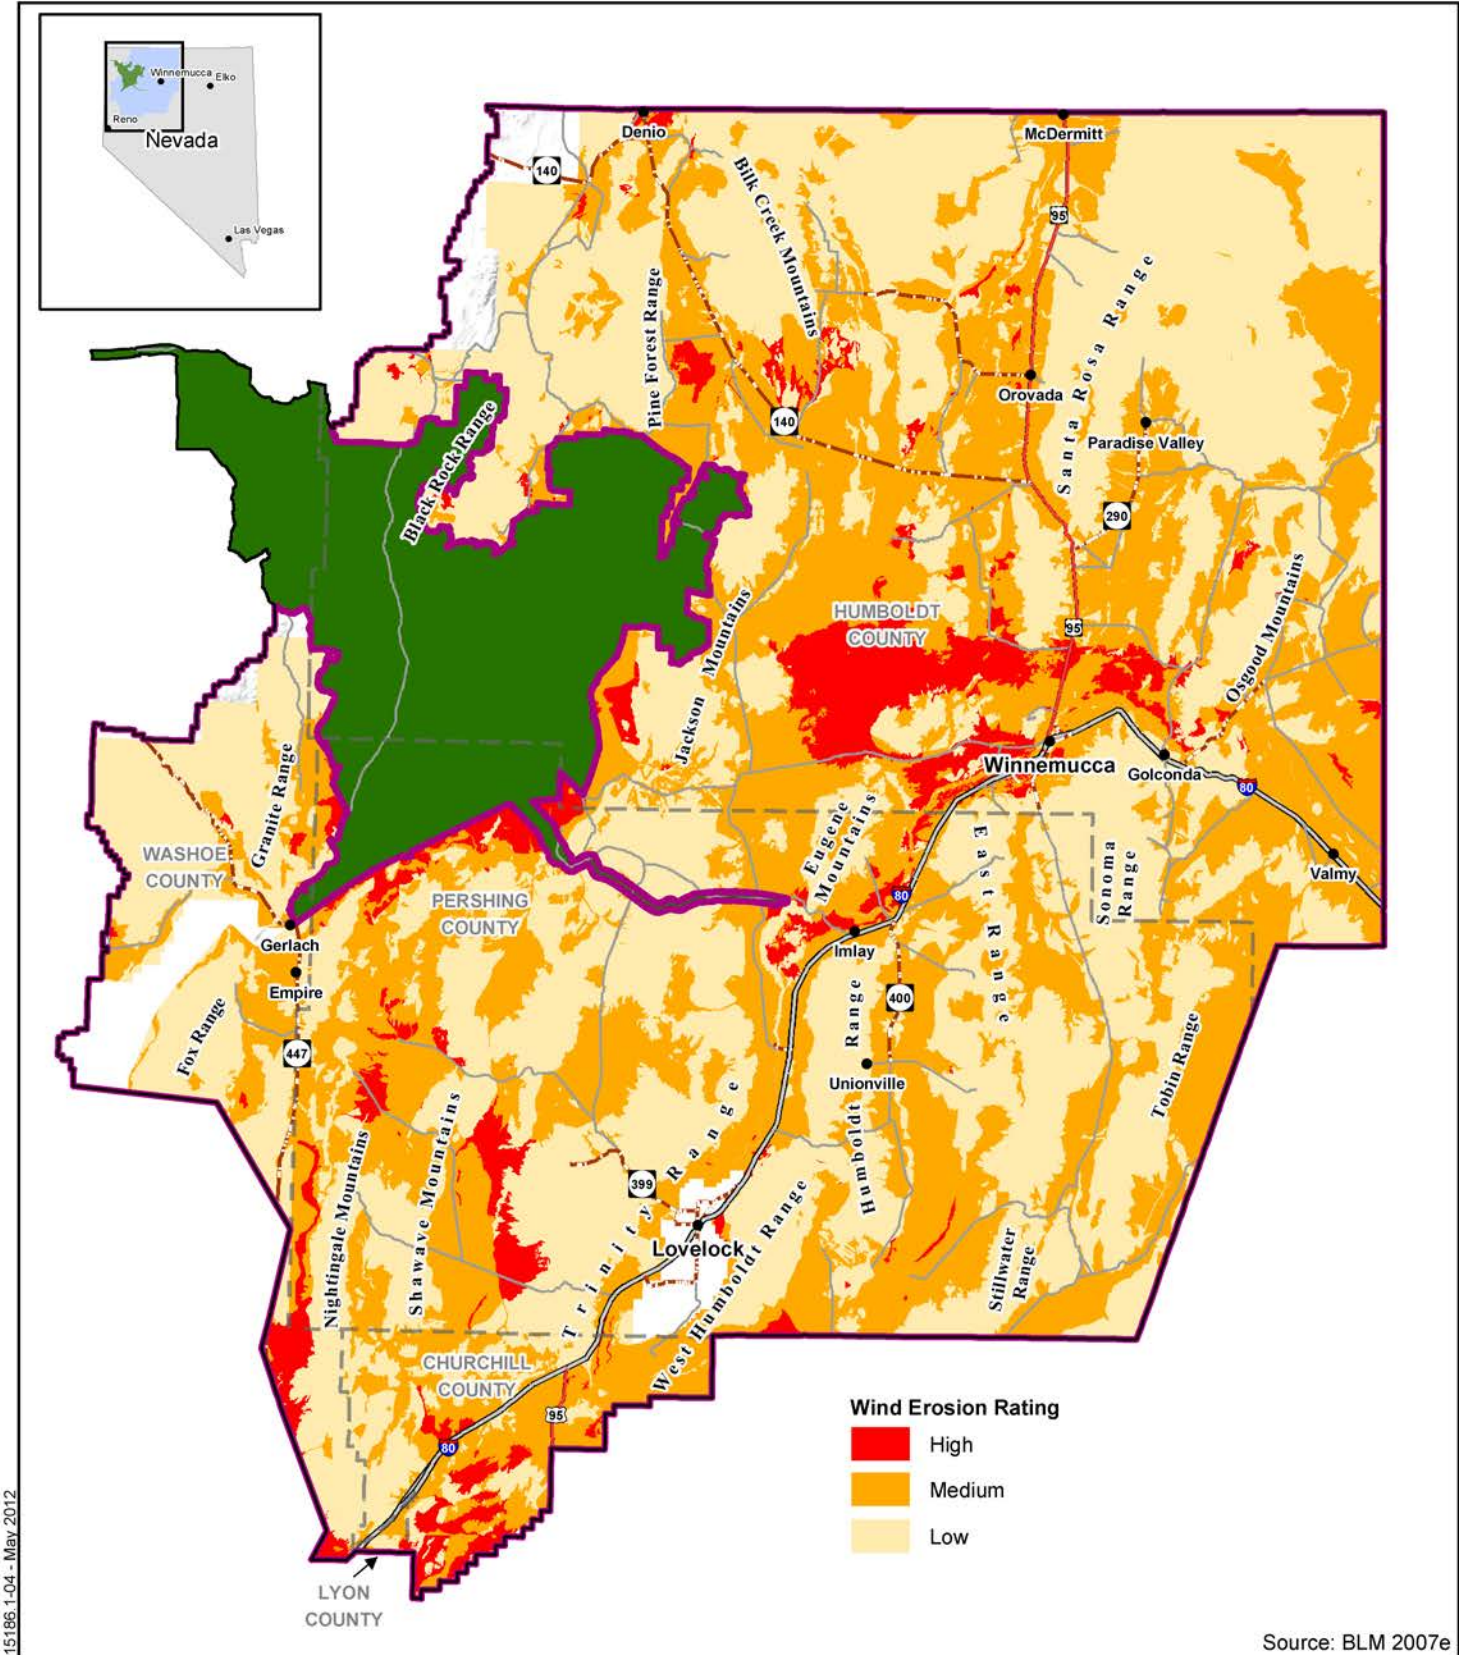 Winnemucca
Elko
Reno
Nevada
Las Vegas
Denio
McDermitt
140
95
Bilk Creek Mountains
Pine Forest Range
Santa Rosa Range
Orovada
140
Paradise Valley
Black Rock Range
290
HUMBOLDT
COUNTY
95
Osgood Mountains
Jackson Mountains
Granite Range
Winnemucca
Golconda
80
WASHOE
COUNTY
Eugene
Mountains
East Range
Sonoma
Range
Valmy
PERSHING
COUNTY
80
Gerlach
Imlay
Empire
400
Fox Range
447
Humboldt Range
Unionville
Tobin Range
Nightingale Mountains
Shawave Mountains
399
Trinity Range
Lovelock
West Humboldt Range
Stillwater
Range
CHURCHILL
COUNTY
95
80
LYON
COUNTY
Wind Erosion Rating
High
Medium
Low
15186.1-04 - May 2012
Source: BLM 2007e